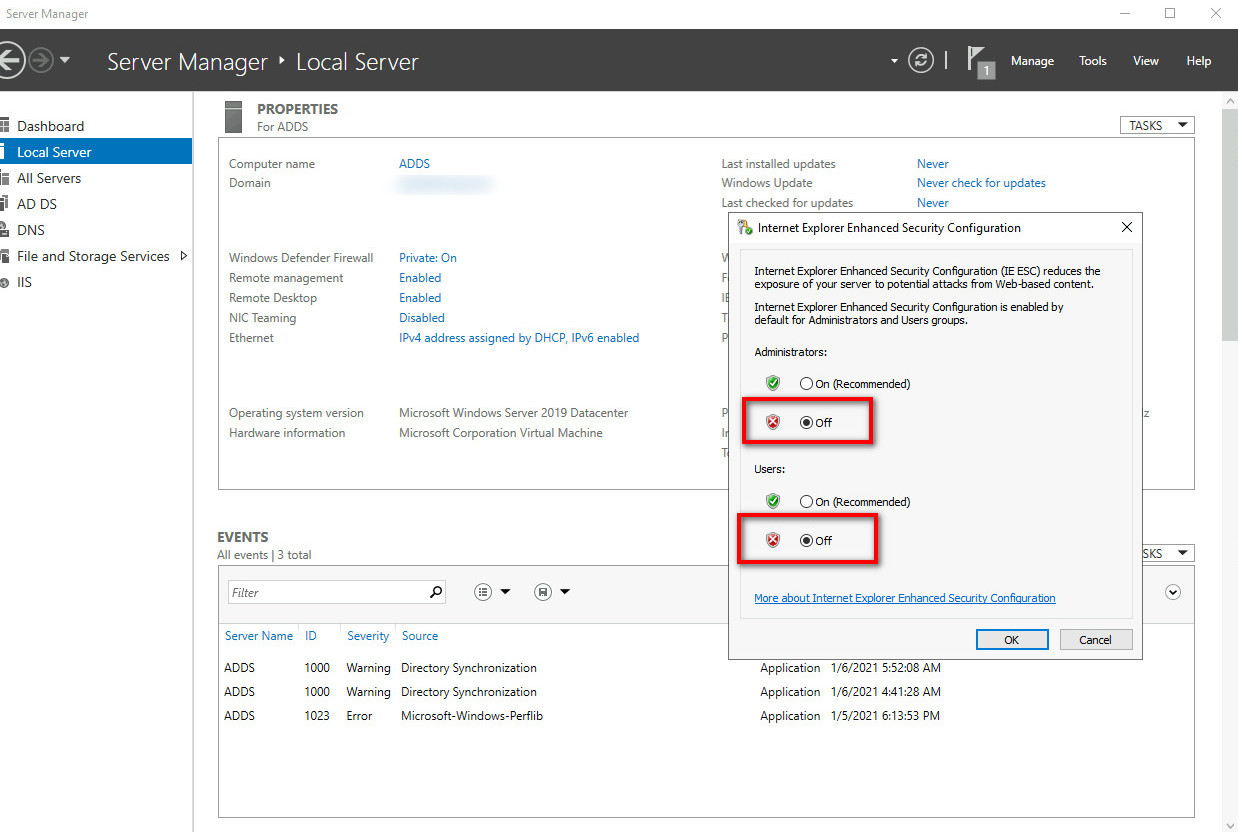 Server Manager
Server Manager ‣ Local Server
1
Manage Tools View Help
Dashboard
Local Server
All Servers
AD DS
DNS
File and Storage Services
IIS
PROPERTIES
For ADDS
TASKS
Computer name ADDS
Domain
Last installed updates Never
Windows Update Never check for updates
Last checked for updates Never
Windows Defender Firewall Private: On
Remote management Enabled
Remote Desktop Enabled
NIC Teaming Disabled
Ethernet IPv4 address assigned by DHCP, IPv6 enabled
Operating system version Microsoft Windows Server 2019 Datacenter
Hardware information Microsoft Corporation Virtual Machine
Internet Explorer Enhanced Security Configuration
Internet Explorer Enhanced Security Configuration (IE ESC) reduces the
exposure of your server to potential attacks from Web-based content.
Internet Explorer Enhanced Security Configuration is enabled by
default for Administrators and Users groups.
Administrators:
On (Recommended)
Off
Users:
On (Recommended)
Off
More about Internet Explorer Enhanced Security Configuration
OK Cancel
EVENTS
All events | 3 total
SKS
Filter
Server Name ID Severity Source
ADDS 1000 Warning Directory Synchronization Application 1/6/2021 5:52:08 AM
ADDS 1000 Warning Directory Synchronization Application 1/6/2021 4:41:28 AM
ADDS 1023 Error Microsoft-Windows-Perflib Application 1/5/2021 6:13:53 PM